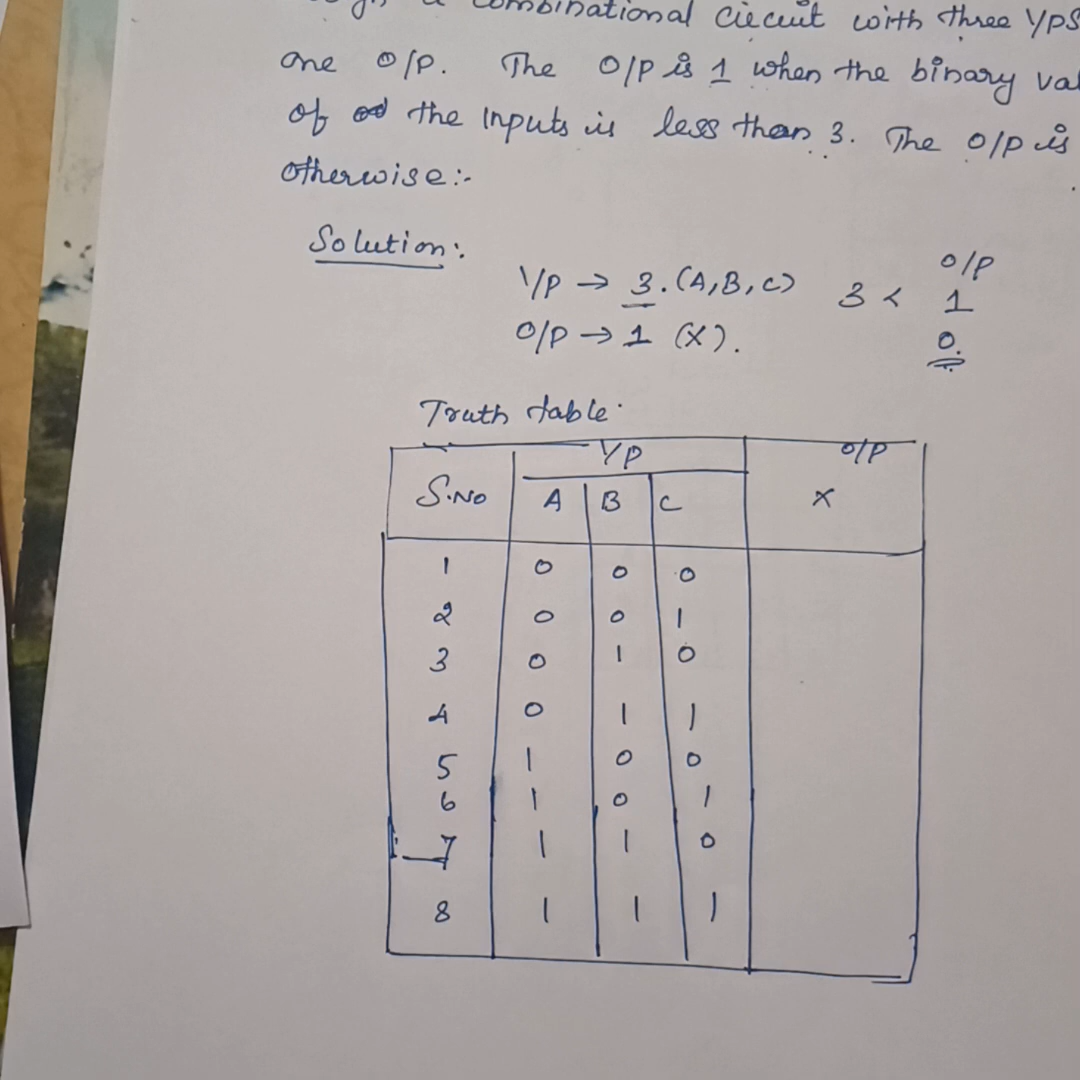 a combinational circuit with three I/PS
one O/P. The O/P is 1 when the binary
of the inputs is less than 3. The O/P is
otherwise:-
Solution:
I/P → 3. (A, B, C) 3 < 1
O/P
O/P → 1 (X). 0.
Truth table.
I/P O/P
S.No A B C X
1 0 0 0
2 0 0 1
3 0 1 0
4 0 1 1
5 1 0 0
6 1 0 1
7 1 1 0
8 1 1 1